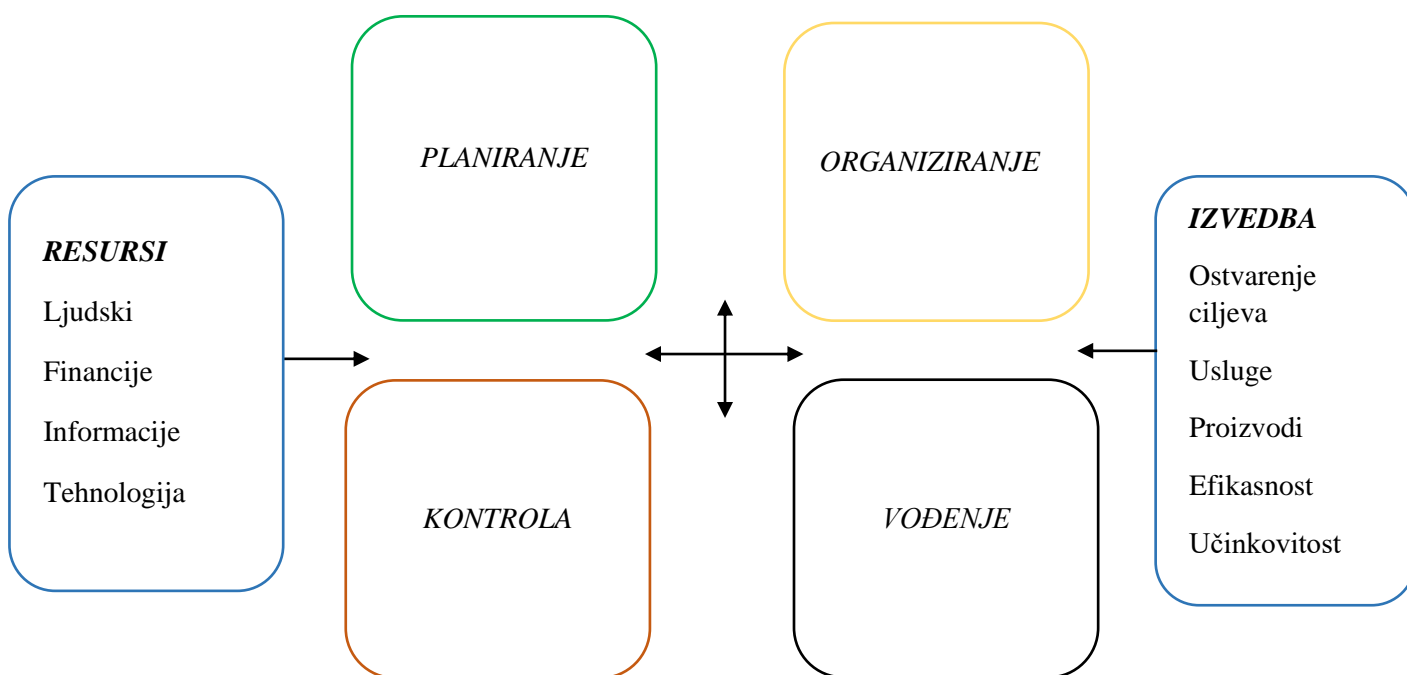 PLANIRANJE
ORGANIZIRANJE
RESURSI
Ljudski
Financije
Informacije
Tehnologija
KONTROLA
VOĐENJE
IZVEDBA
Ostvarenje
ciljeva
Usluge
Proizvodi
Efikasnost
Učinkovitost